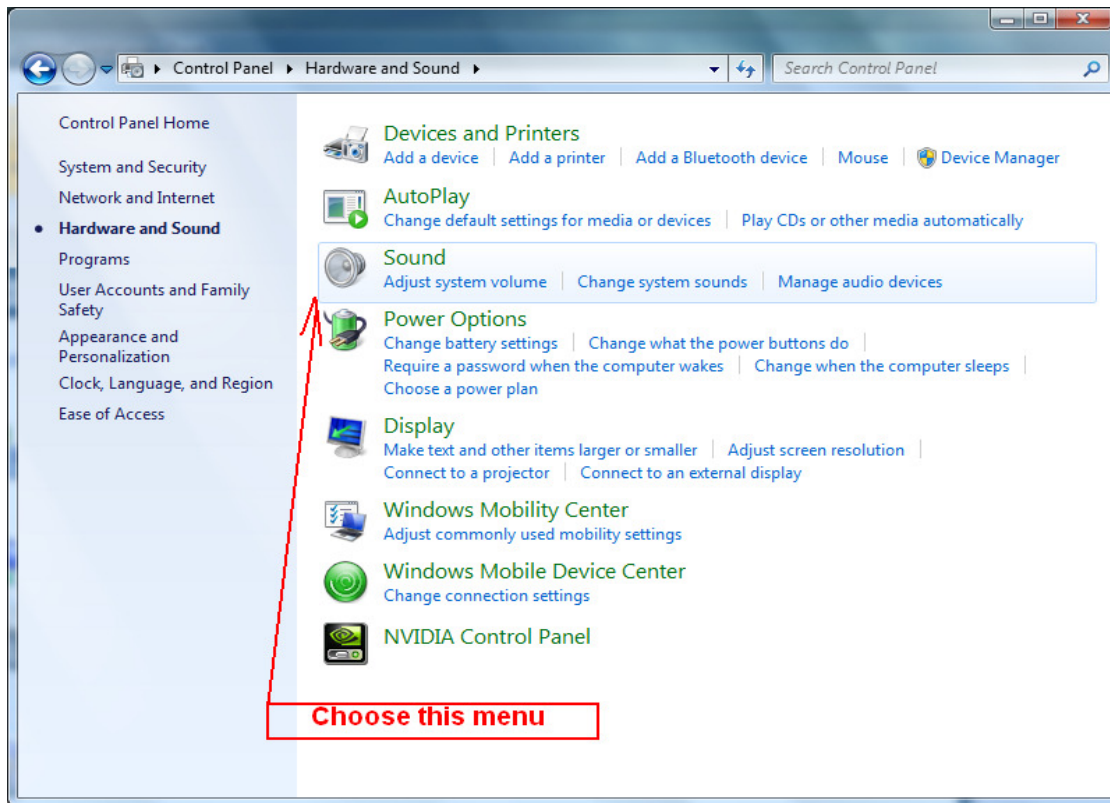 Control Panel Hardware and Sound
Search Control Panel
Control Panel Home
System and Security
Network and Internet
Hardware and Sound
Programs
User Accounts and Family
Safety
Appearance and
Personalization
Clock, Language, and Region
Ease of Access
Devices and Printers
Add a device Add a printer Add a Bluetooth device Mouse Device Manager
AutoPlay
Change default settings for media or devices Play CDs or other media automatically
Sound
Adjust system volume Change system sounds Manage audio devices
Power Options
Change battery settings Change what the power buttons do
Require a password when the computer wakes Change when the computer sleeps
Choose a power plan
Display
Make text and other items larger or smaller Adjust screen resolution
Connect to a projector Connect to an external display
Windows Mobility Center
Adjust commonly used mobility settings
Windows Mobile Device Center
Change connection settings
NVIDIA Control Panel
Choose this menu